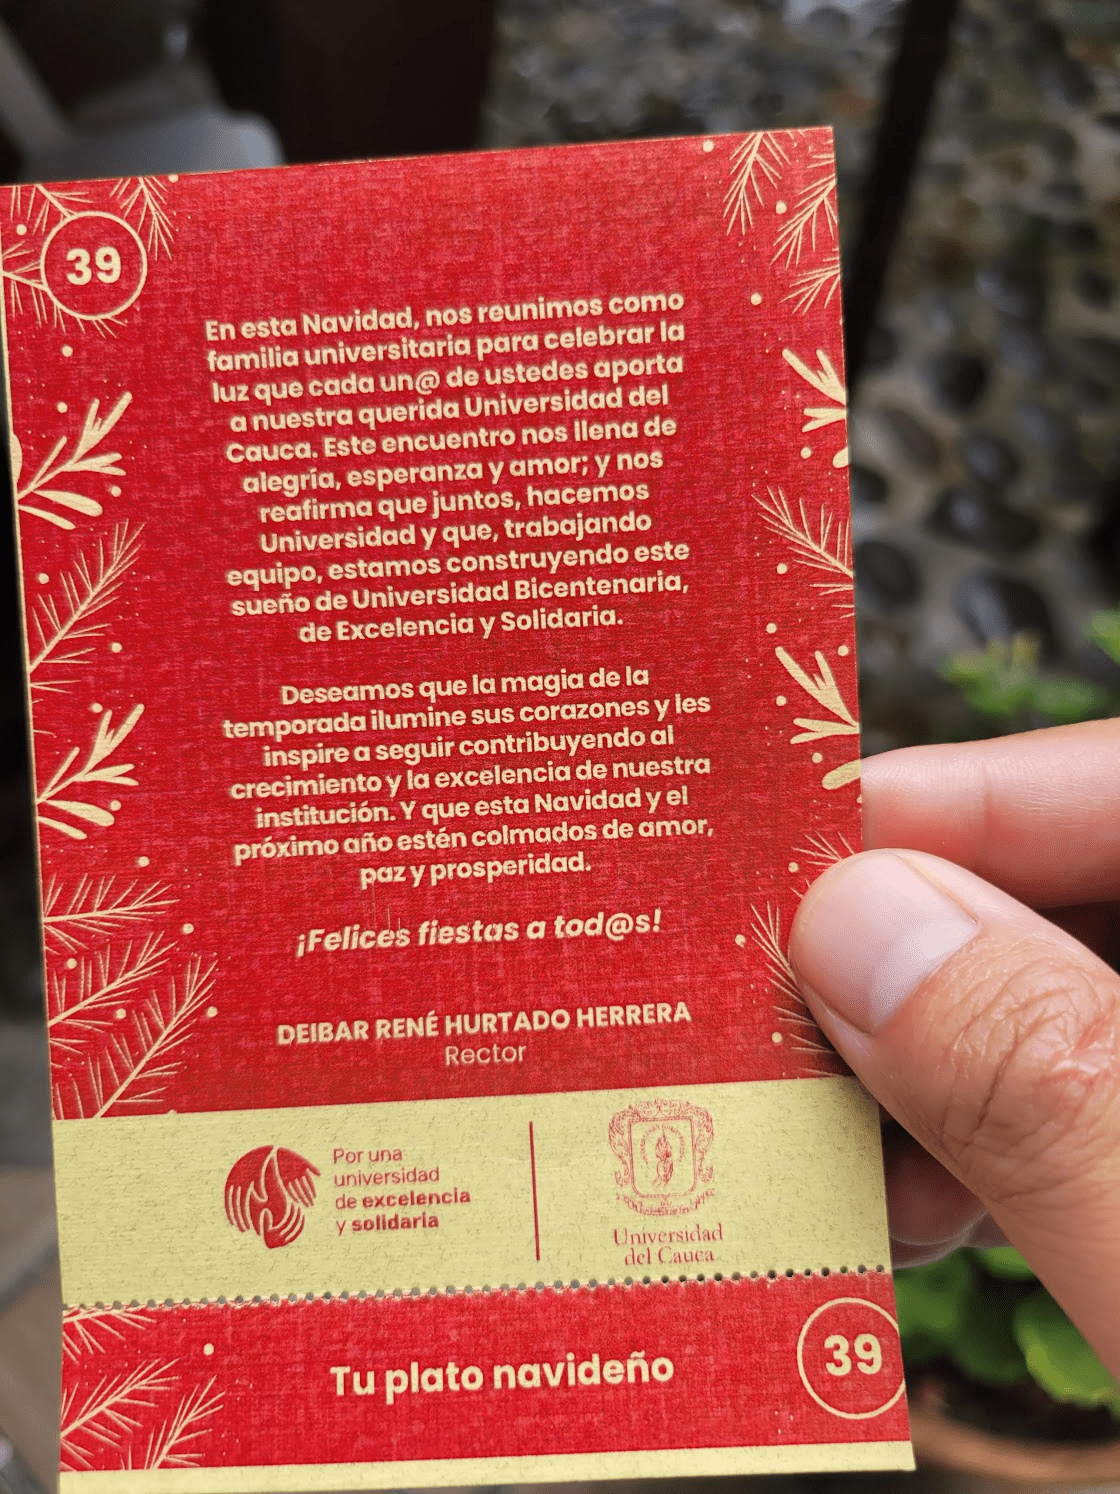 39
En esta Navidad, nos reunimos como
familia universitaria para celebrar la
luz que cada un@ de ustedes aporta
a nuestra querida Universidad del
Cauca. Este encuentro nos llena de
alegría, esperanza y amor; y nos
reafirma que juntos, hacemos
Universidad y que, trabajando
equipo, estamos construyendo este
sueño de Universidad Bicentenaria,
de Excelencia y Solidaria.
Deseamos que la magia de la
temporada ilumine sus corazones y les
inspire a seguir contribuyendo al
crecimiento y la excelencia de nuestra
institución. Y que esta Navidad y el
próximo año estén colmados de amor,
paz y prosperidad.
¡Felices fiestas a tod@s!
DEIBAR RENÉ HURTADO HERRERA
Rector
Por una
universidad
de excelencia
y solidaria
Universidad
del Cauca
Tu plato navideño
39